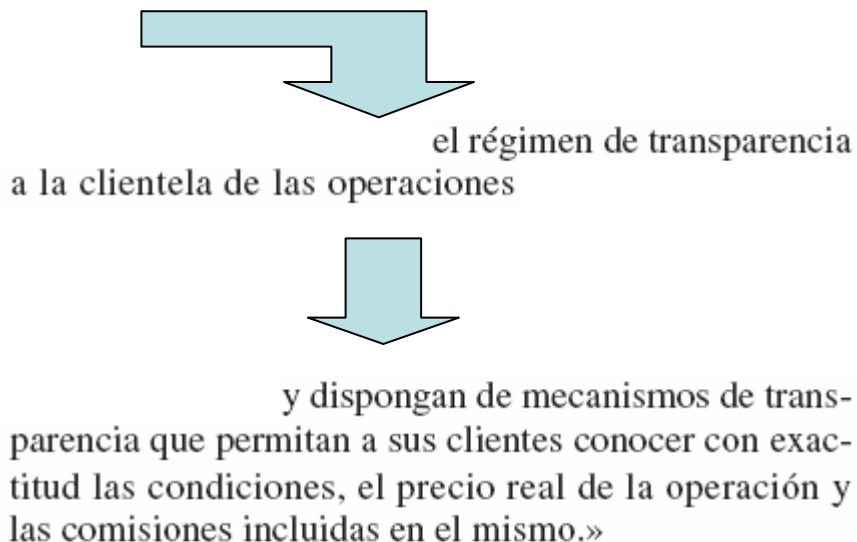 el régimen de transparencia
a la clientela de las operaciones
y dispongan de mecanismos de trans-
parencia que permitan a sus clientes conocer con exac-
titud las condiciones, el precio real de la operación y
las comisiones incluidas en el mismo.»